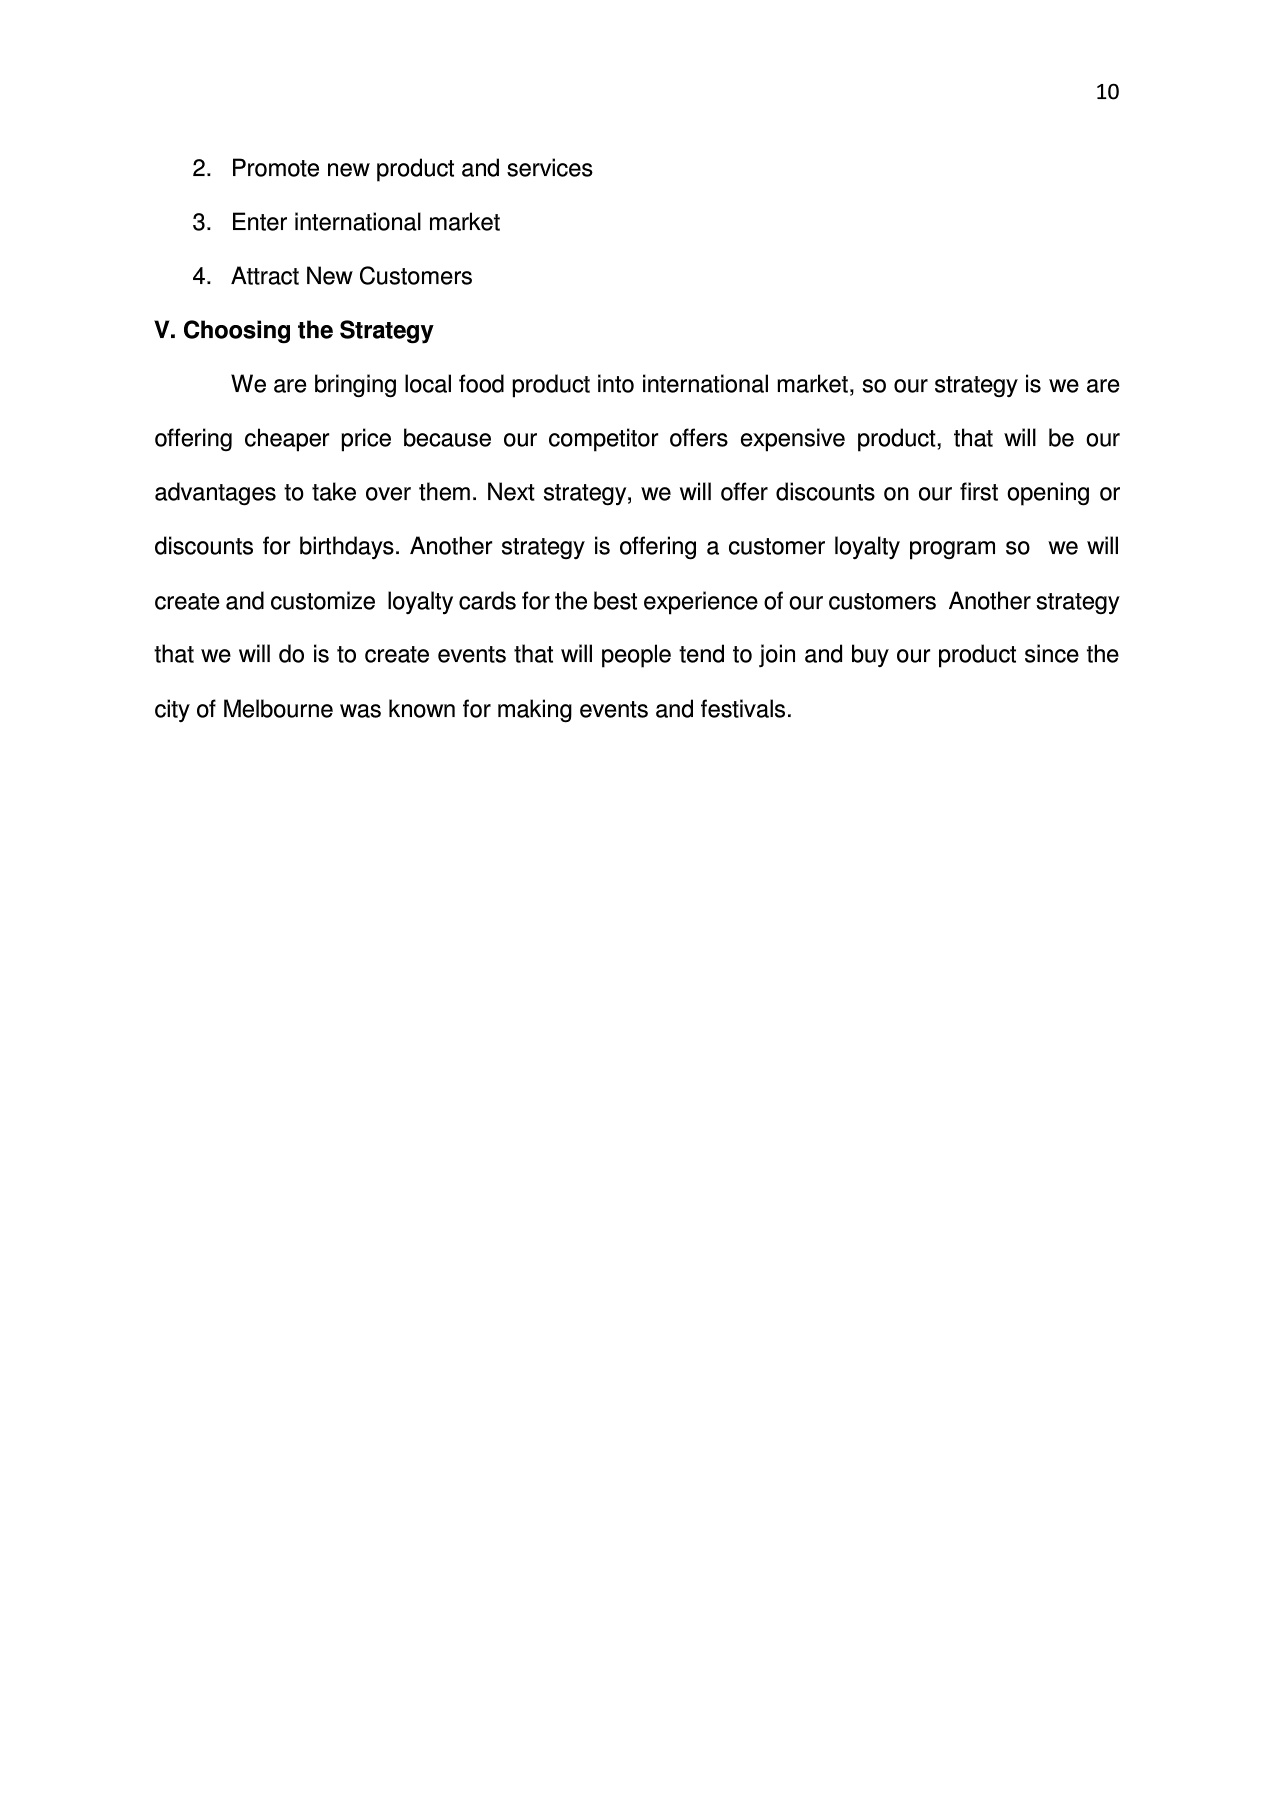 10
2. Promote new product and services
3. Enter international market
4. Attract New Customers
V. Choosing the Strategy
We are bringing local food product into international market, so our strategy is we are
offering cheaper price because our competitor offers expensive product, that will be our
advantages to take over them. Next strategy, we will offer discounts on our first opening or
discounts for birthdays. Another strategy is offering a customer loyalty program so  we will
create and customize  loyalty cards for the best experience of our customers  Another strategy
that we will do is to create events that will people tend to join and buy our product since the
city of Melbourne was known for making events and festivals.